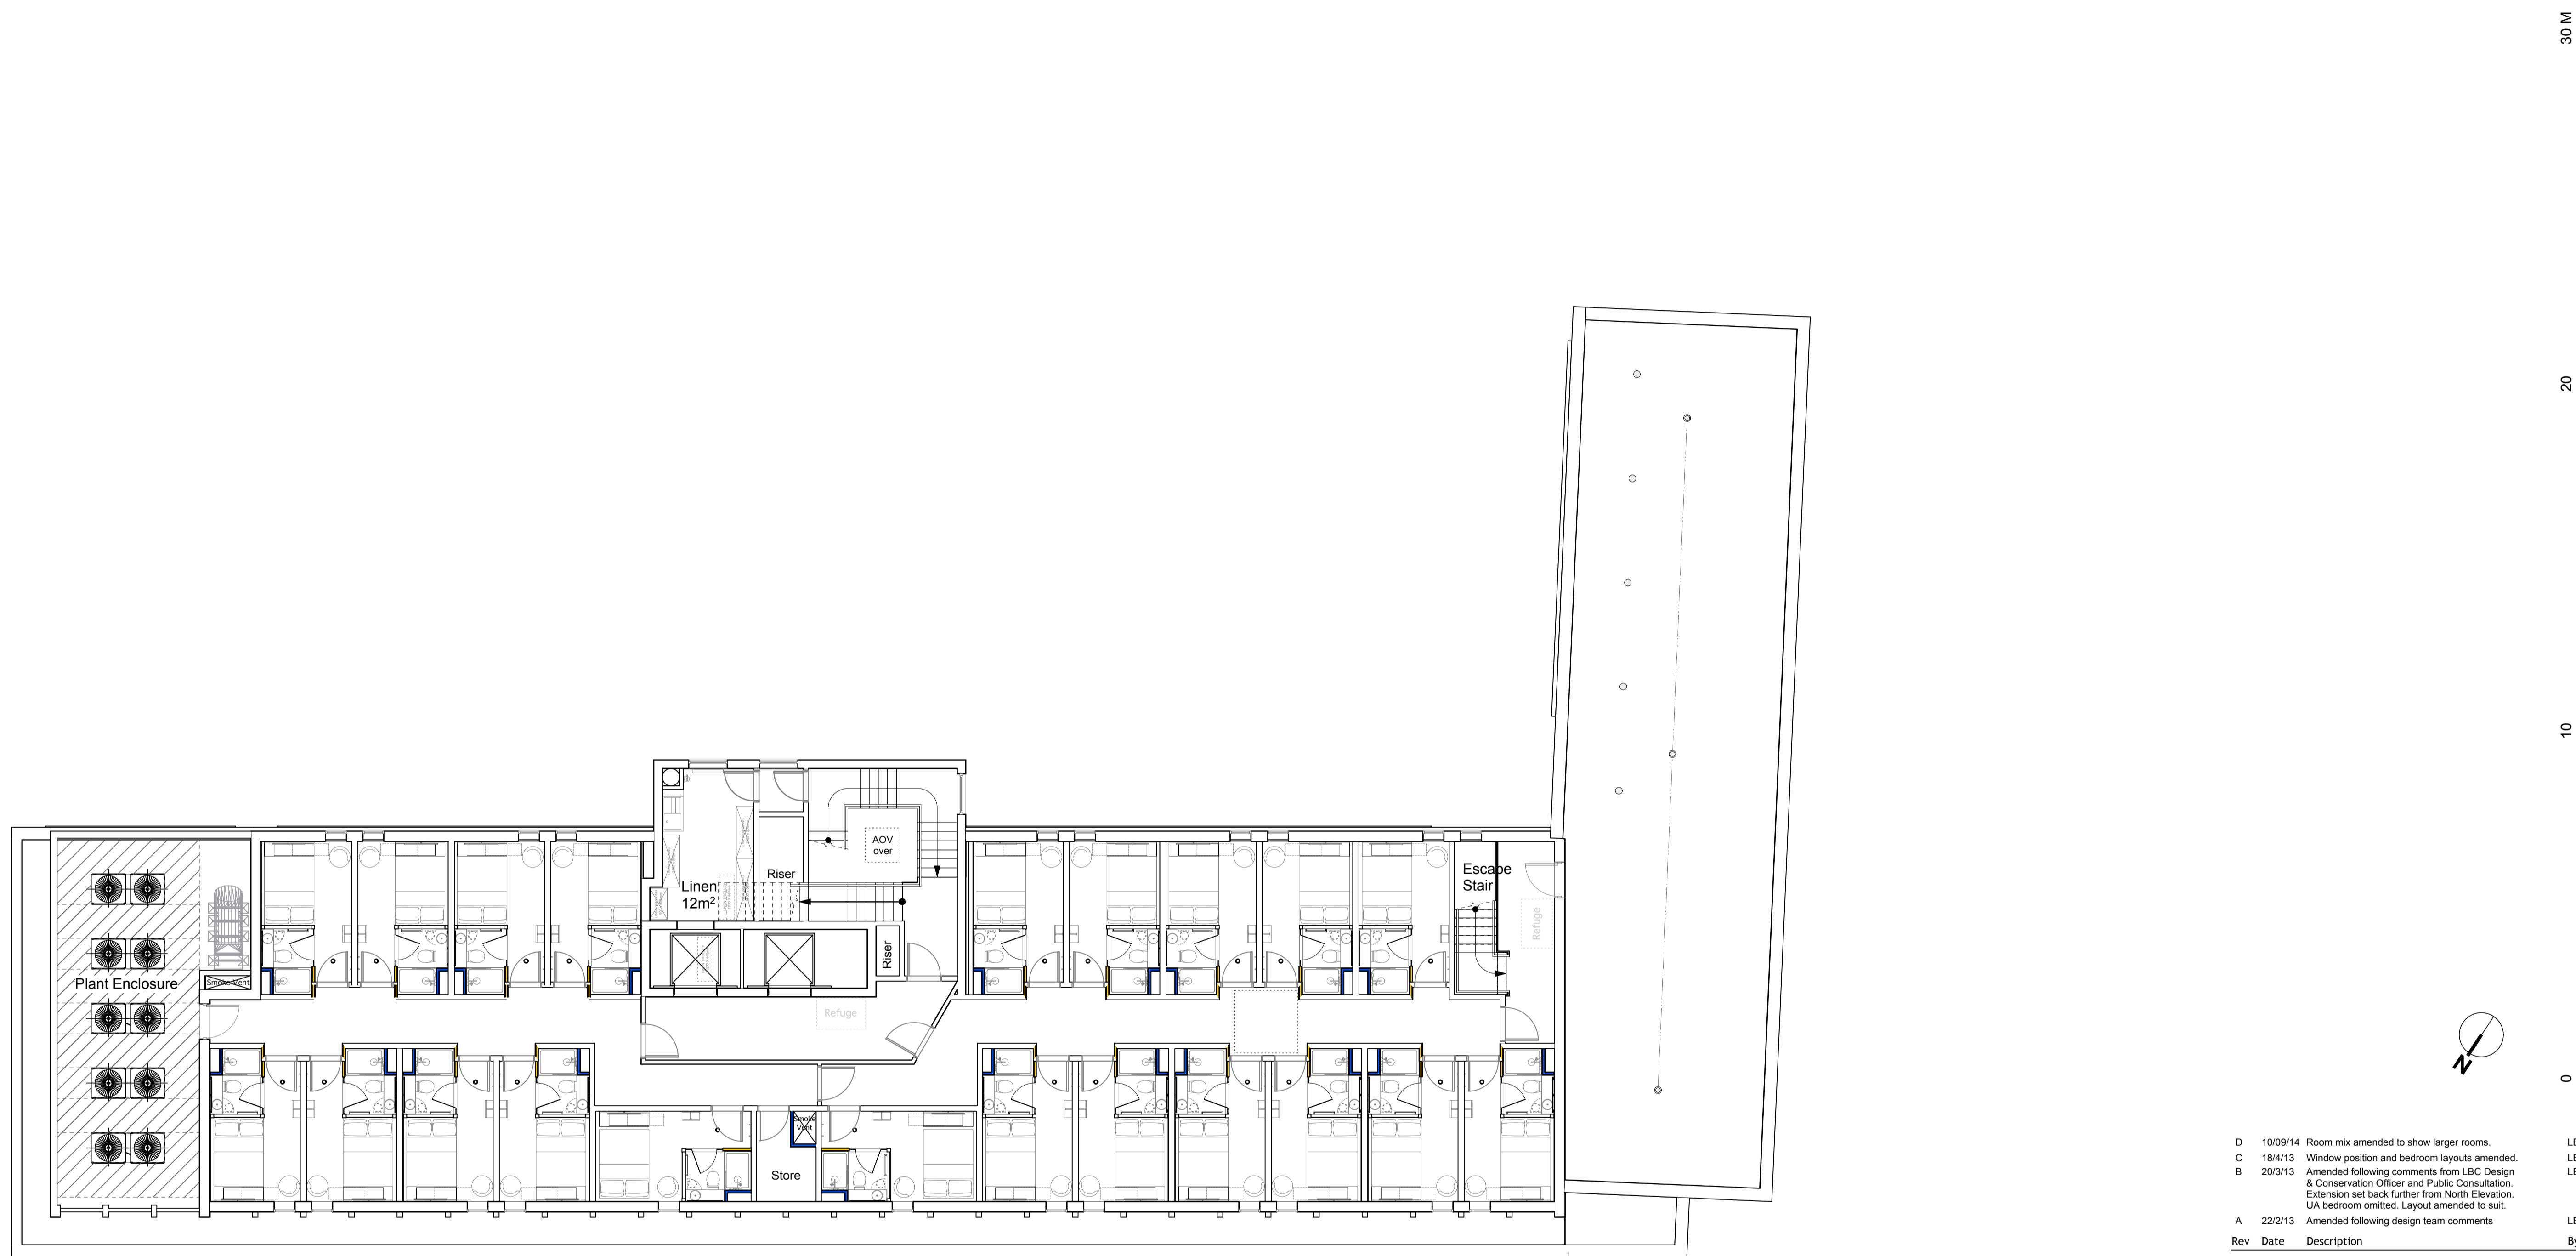 30 M
20
10
0
AOV
over
Riser
Linen
12m²
Riser
Escape
Stair
Refuge
Plant Enclosure
Smoke Vent
Refuge
Smoke
Vent
Store
N
D 10/09/14 Room mix amended to show larger rooms.
C 18/4/13 Window position and bedroom layouts amended.
B 20/3/13 Amended following comments from LBC Design
& Conservation Officer and Public Consultation.
Extension set back further from North Elevation.
UA bedroom omitted. Layout amended to suit.
A 22/2/13 Amended following design team comments
Rev Date Description